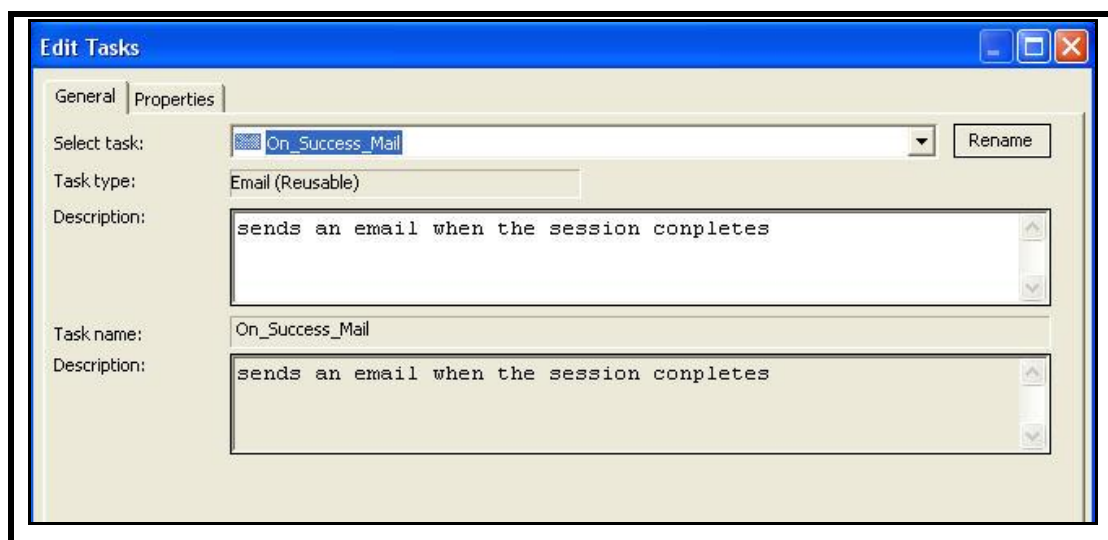 Edit Tasks
General Properties
Select task: On_Success_Mail Rename
Task type: Email (Reusable)
Description: sends an email when the session conpletes
Task name: On_Success_Mail
Description: sends an email when the session conpletes